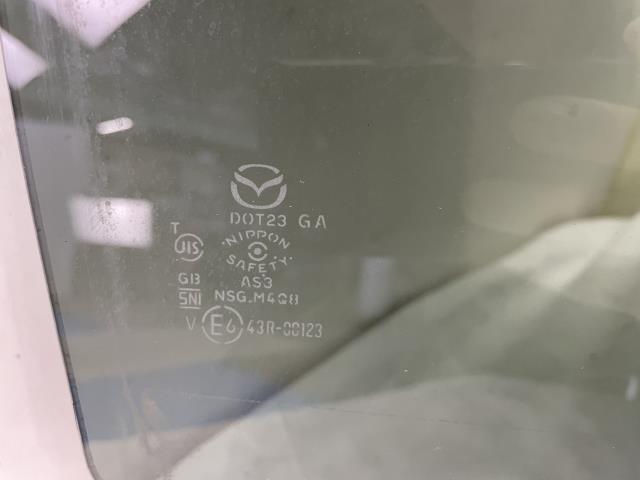 DOT23 GA
T
JIS
NIPPON
SAFETY
GB
AS3
SNI
NSG.M4Q8
V
E6
43R-00123